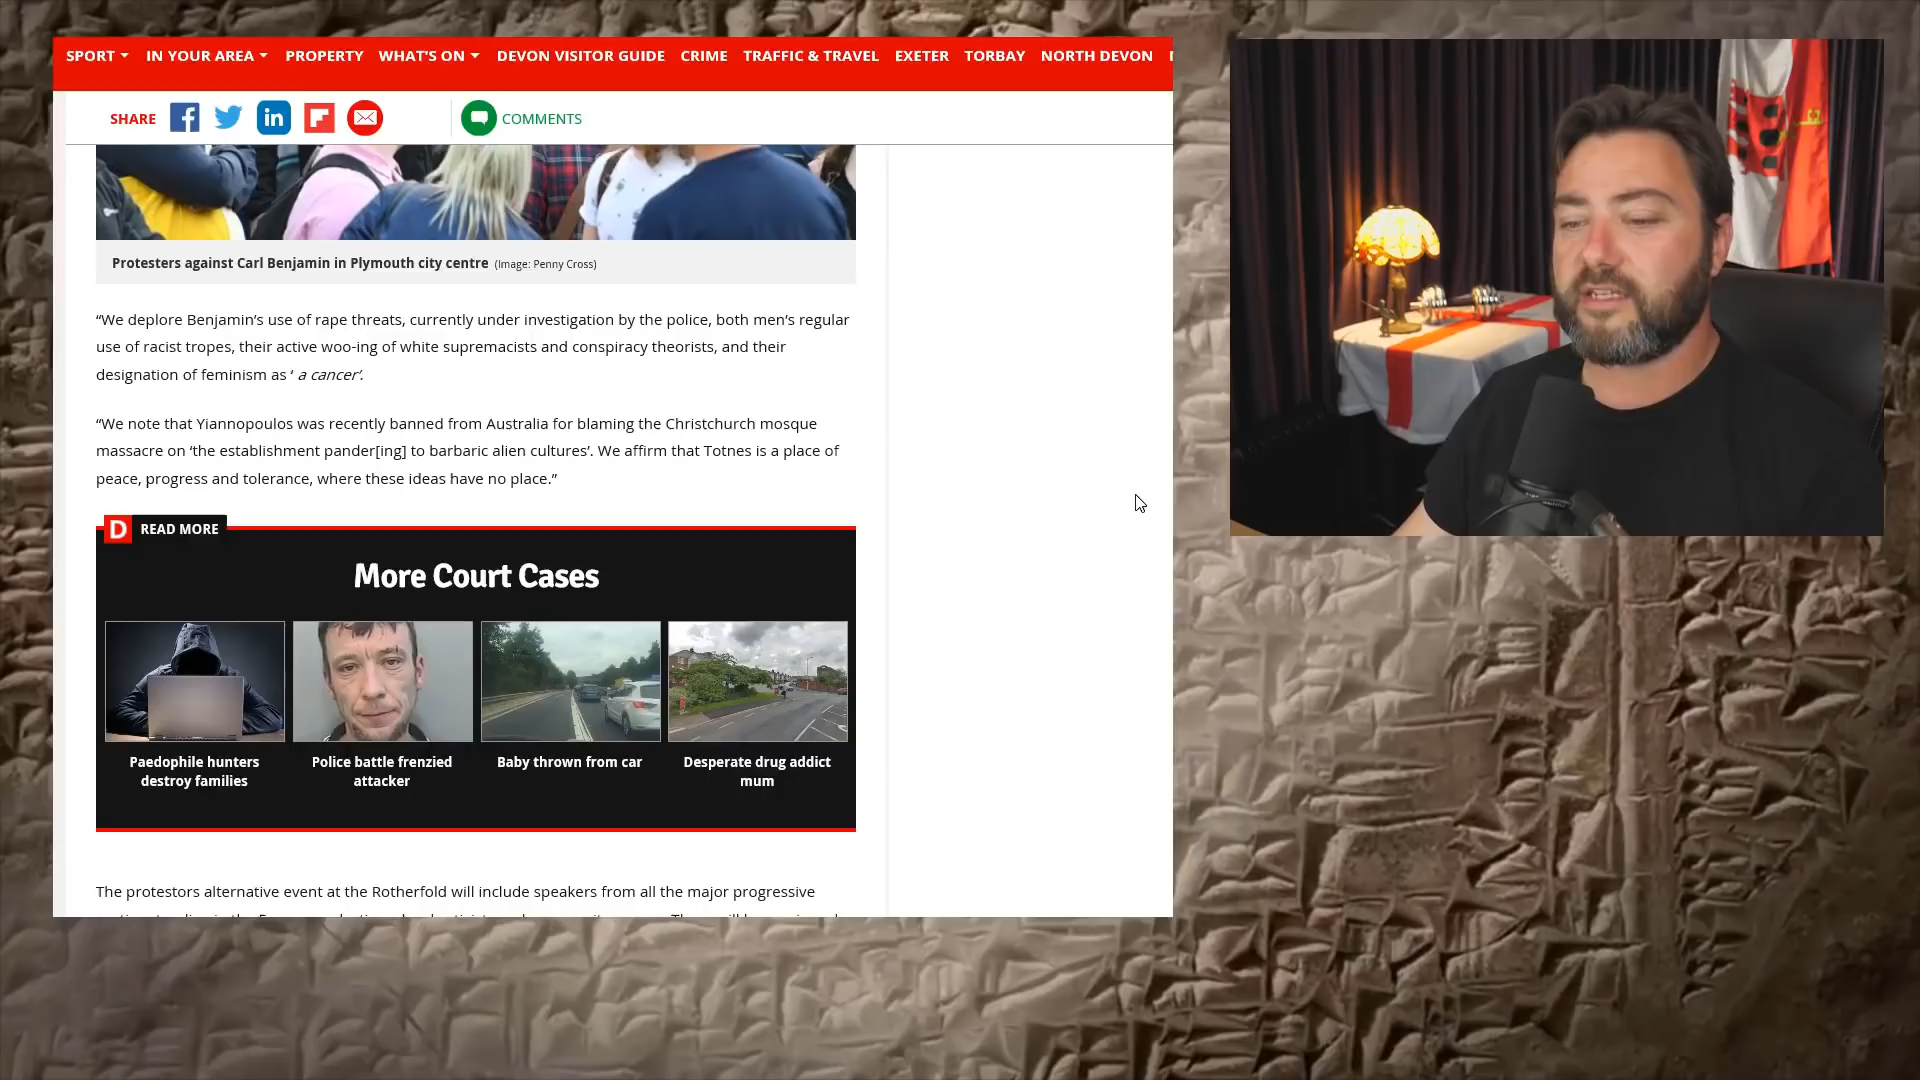 SPORT IN YOUR AREA PROPERTY WHAT'S ON DEVON VISITOR GUIDE CRIME TRAFFIC & TRAVEL EXETER TORBAY NORTH DEVON
SHARE in COMMENTS
Protesters against Carl Benjamin in Plymouth city centre (Image: Penny Cross)
“We deplore Benjamin’s use of rape threats, currently under investigation by the police, both men’s regular
use of racist tropes, their active woo-ing of white supremacists and conspiracy theorists, and their
designation of feminism as ‘ a cancer’.
“We note that Yiannopoulos was recently banned from Australia for blaming the Christchurch mosque
massacre on ‘the establishment pander[ing] to barbaric alien cultures’. We affirm that Totnes is a place of
peace, progress and tolerance, where these ideas have no place.”
D READ MORE
More Court Cases
Paedophile hunters
destroy families
Police battle frenzied
attacker
Baby thrown from car
Desperate drug addict
mum
The protestors alternative event at the Rotherfold will include speakers from all the major progressive